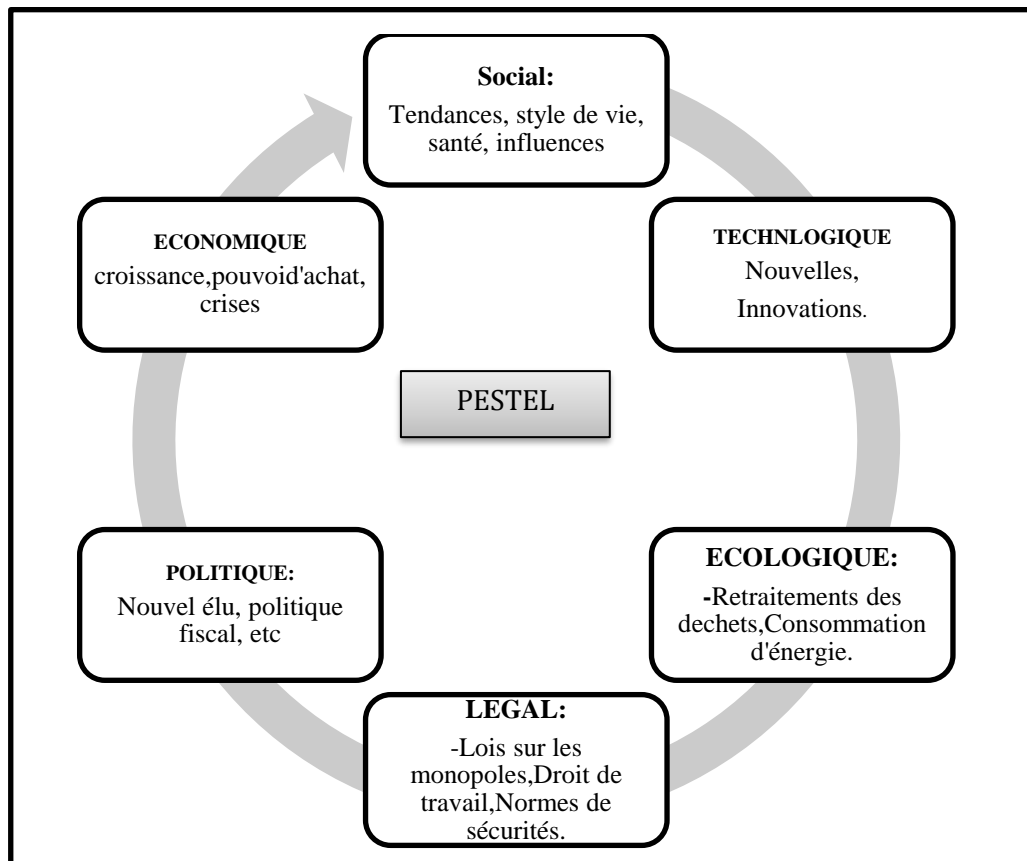 Social:
Tendances, style de vie,
santé, influences
TECHNLOGIQUE
Nouvelles,
Innovations.
ECOLOGIQUE:
-Retraitements des
dechets,Consommation
d'énergie.
LEGAL:
-Lois sur les
monopoles,Droit de
travail,Normes de
sécurités.
POLITIQUE:
Nouvel élu, politique
fiscal, etc
ECONOMIQUE
croissance,pouvoid'achat,
crises
PESTEL